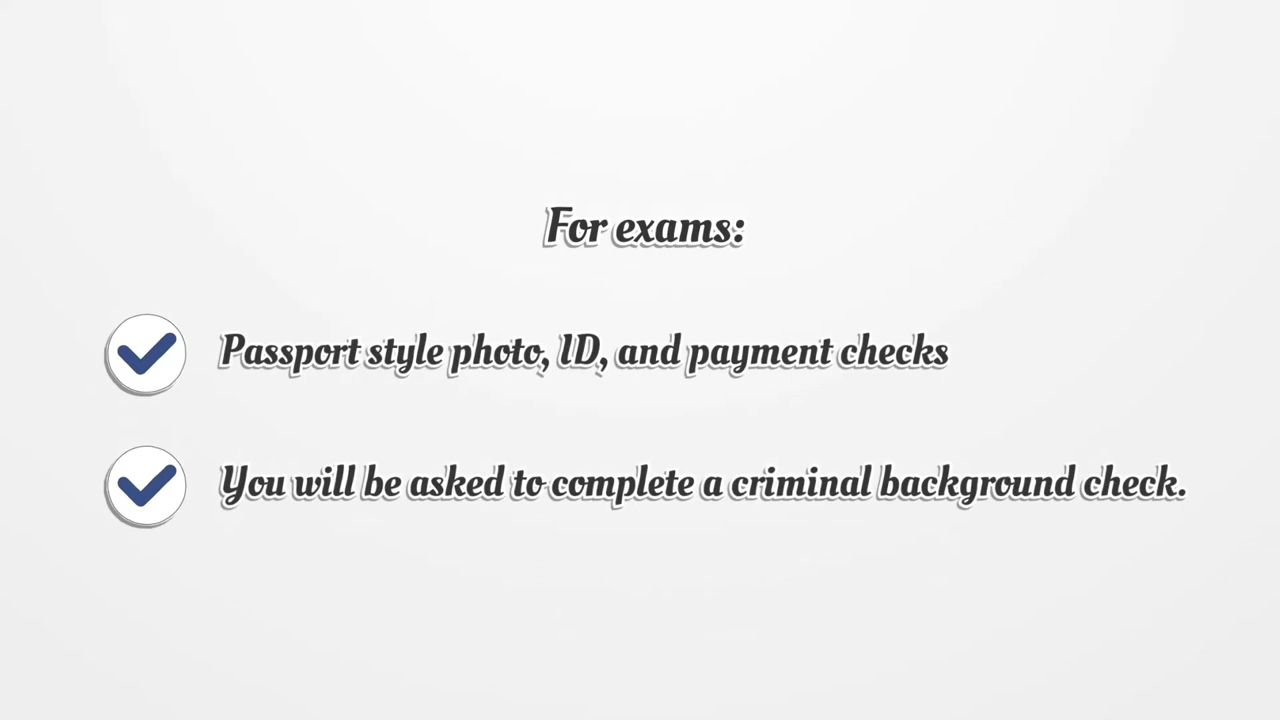 For exams:
Passport style photo, ID, and payment checks
You will be asked to complete a criminal background check.